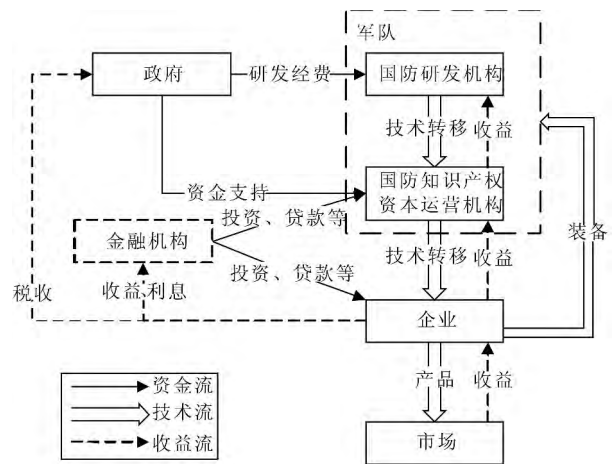 军队
政府
研发经费
国防研发机构
技术转移
收益
资金支持
国防知识产权
资本运营机构
投资、贷款等
金融机构
技术转移
收益
装备
投资、贷款等
税收
收益利息
企业
产品
收益
资金流
技术流
收益流
市场